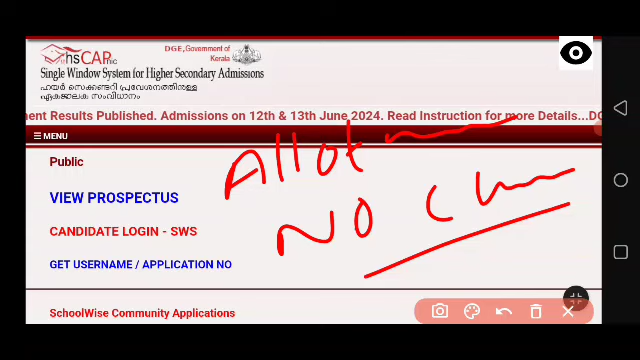 hsCAP
DGE, Government of Kerala
Single Window System for Higher Secondary Admissions
ഹയര്‍ സെക്കണ്ടറി പ്രവേശനത്തിനുള്ള
ഏകജാലക സംവിധാനം
ment Results Published. Admissions on 12th & 13th June 2024. Read Instruction for more Details...DG
MENU
Public
VIEW PROSPECTUS
CANDIDATE LOGIN - SWS
GET USERNAME / APPLICATION NO
SchoolWise Community Applications
Allot
NO